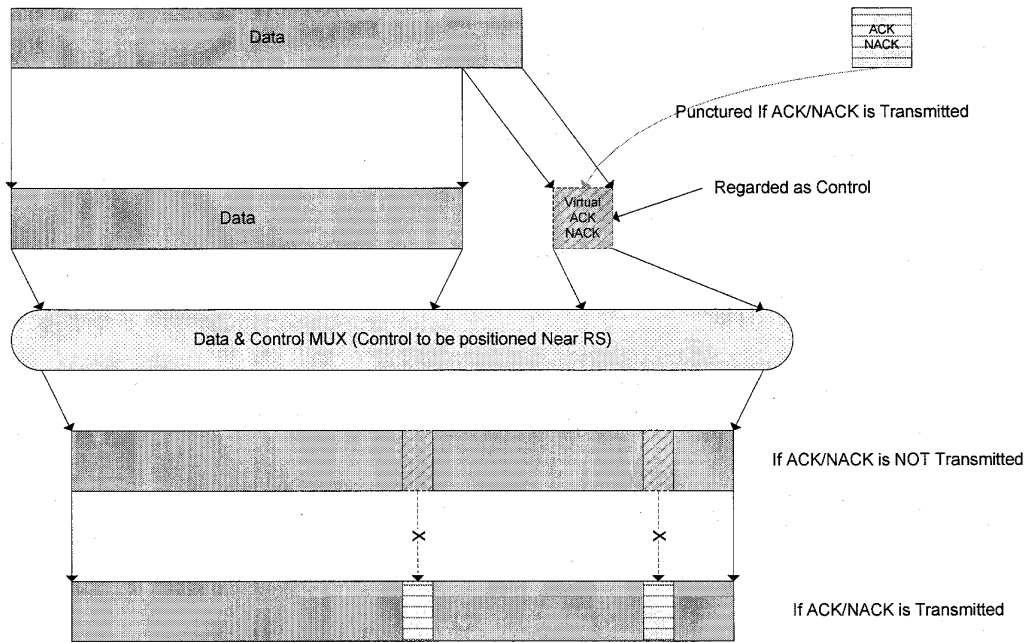 Data
ACK
NACK
Punctured If ACK/NACK is Transmitted
Regarded as Control
Data
Virtual
ACK
NACK
Data & Control MUX (Control to be positioned Near RS)
If ACK/NACK is NOT Transmitted
X
X
If ACK/NACK is Transmitted